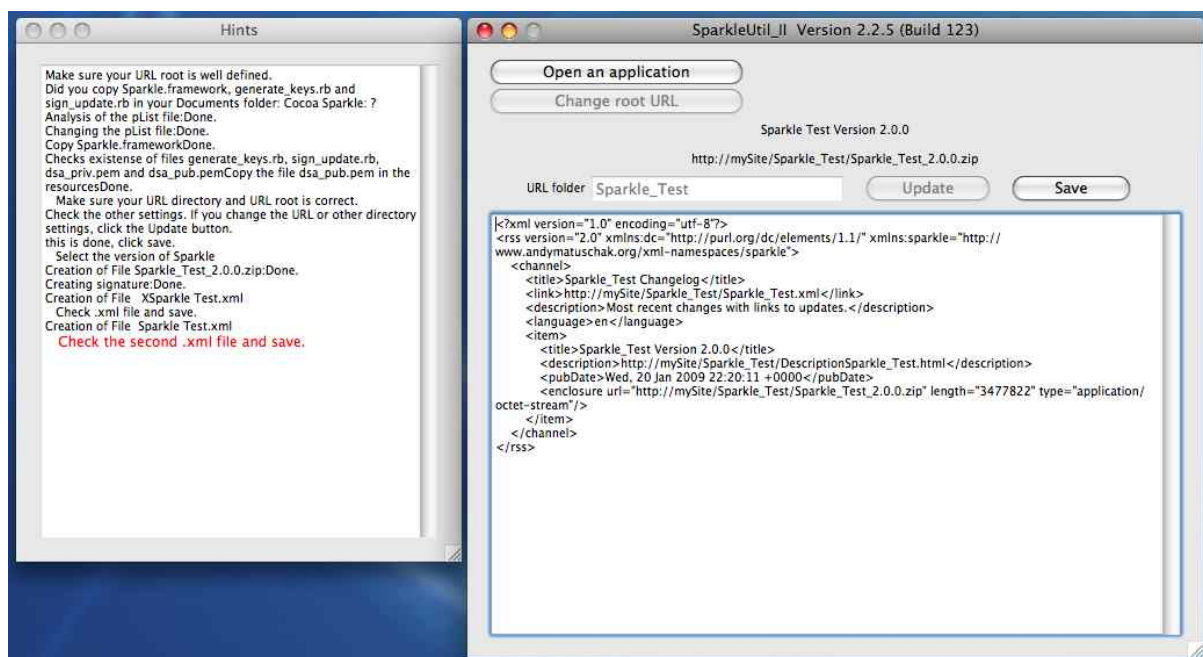 Hints
Make sure your URL root is well defined.
Did you copy Sparkle.framework, generate_keys.rb and
sign_update.rb in your Documents folder: Cocoa Sparkle: ?
Analysis of the pList file:Done.
Changing the pList file:Done.
Copy Sparkle.frameworkDone.
Checks existense of files generate_keys.rb, sign_update.rb,
dsa_priv.pem and dsa_pub.pemCopy the file dsa_pub.pem in the
resourcesDone.
Make sure your URL directory and URL root is correct.
Check the other settings. If you change the URL or other directory
settings, click the Update button.
this is done, click save.
Select the version of Sparkle
Creation of File Sparkle_Test_2.0.0.zip:Done.
Creating signature:Done.
Creation of File XSparkle Test.xml
Check .xml file and save.
Creation of File Sparkle Test.xml
Check the second .xml file and save.
SparkleUtil_II Version 2.2.5 (Build 123)
Open an application
Change root URL
Sparkle Test Version 2.0.0
http://mySite/Sparkle_Test/Sparkle_Test_2.0.0.zip
URL folder Sparkle_Test Update Save
<?xml version="1.0" encoding="utf-8"?>
<rss version="2.0" xmlns:dc="http://purl.org/dc/elements/1.1/" xmlns:sparkle="http://
www.andymatuschak.org/xml-namespaces/sparkle">
<channel>
<title>Sparkle_Test Changelog</title>
<link>http://mySite/Sparkle_Test/Sparkle_Test.xml</link>
<description>Most recent changes with links to updates.</description>
<language>en</language>
<item>
<title>Sparkle_Test Version 2.0.0</title>
<description>http://mySite/Sparkle_Test/DescriptionSparkle_Test.html</description>
<pubDate>Wed, 20 Jan 2009 22:20:11 +0000</pubDate>
<enclosure url="http://mySite/Sparkle_Test/Sparkle_Test_2.0.0.zip" length="3477822" type="application/
octet-stream"/>
</item>
</channel>
</rss>